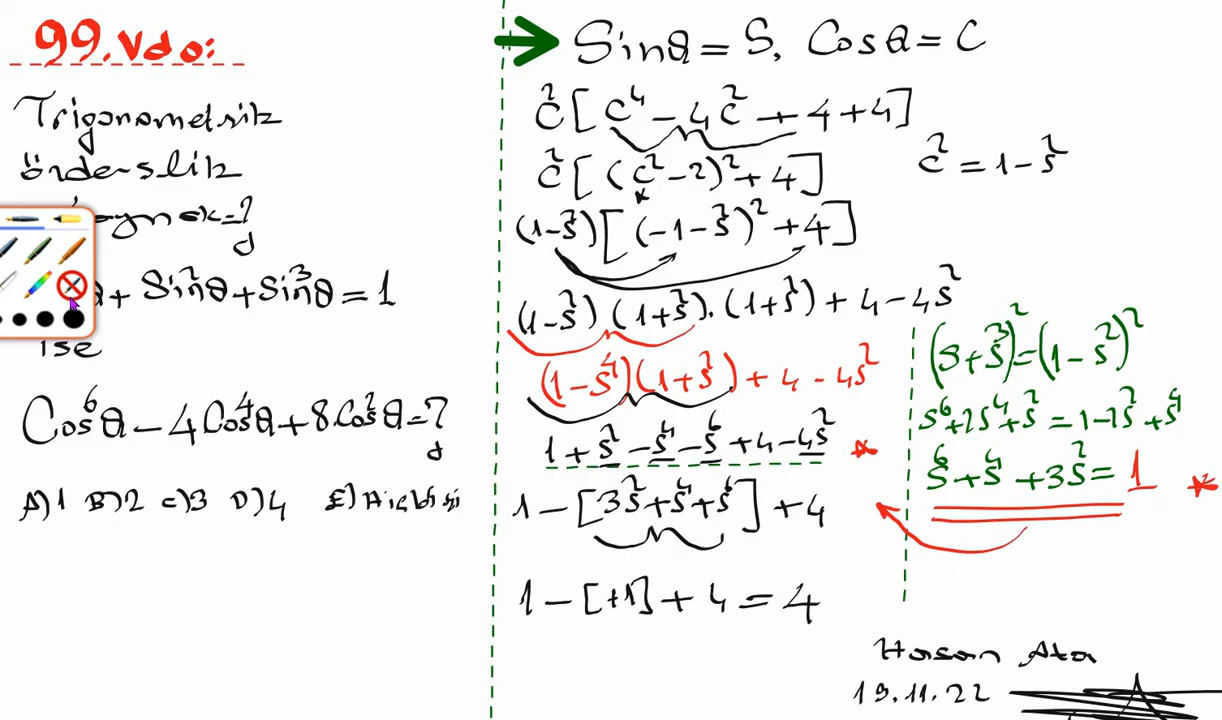 99.Vdo:
Trigonometrik
özdeşlik
θ + Sin²θ + Sin³θ = 1
ise
Cos⁶θ – 4Cos⁴θ + 8Cos²θ = ?
A) 1 B) 2 C) 3 D) 4 E) Hiçbisi
Sinθ = S, Cosθ = C
C² [C⁴ – 4C² + 4 + 4]
C² [(C² – 2)² + 4]
C² = 1 – S²
(1–S²) [(–1 – S²)² + 4]
(1–S²) (1+S²) . (1+S²) + 4 – 4S²
(1–S⁴)(1+S²) + 4 – 4S²
1 + S² – S⁴ – S⁶ + 4 – 4S²
1 – [3S² + S⁴ + S⁶] + 4
1 – [+1] + 4 = 4
(S + S³)² = (1 – S²)²
S⁶ + 2S⁴ + S² = 1 – 2S² + S⁴
S⁶ + S⁴ + 3S² = 1
Hasan Ata
19.11.22